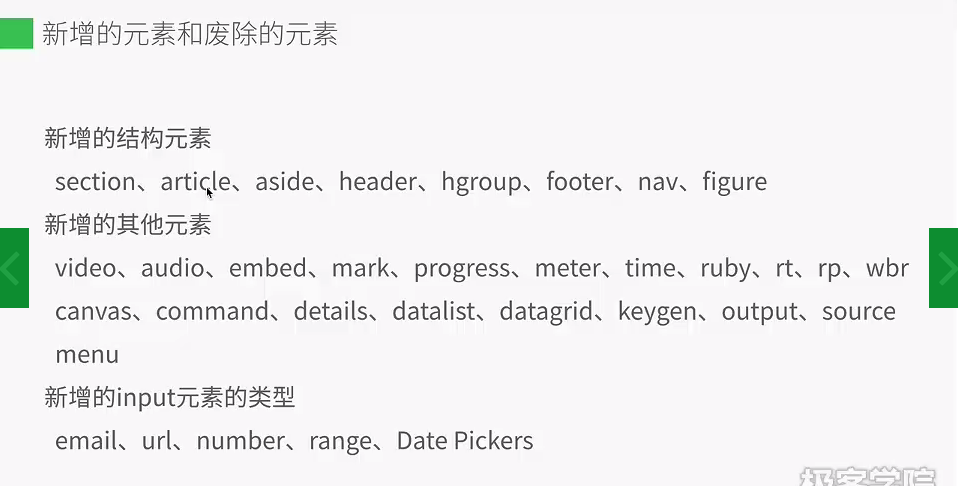 新增的元素和废除的元素
新增的结构元素
section、article、aside、header、hgroup、footer、nav、figure
新增的其他元素
video、audio、embed、mark、progress、meter、time、ruby、rt、rp、wbr
canvas、command、details、datalist、datagrid、keygen、output、source
menu
新增的input元素的类型
email、url、number、range、Date Pickers
极客学院